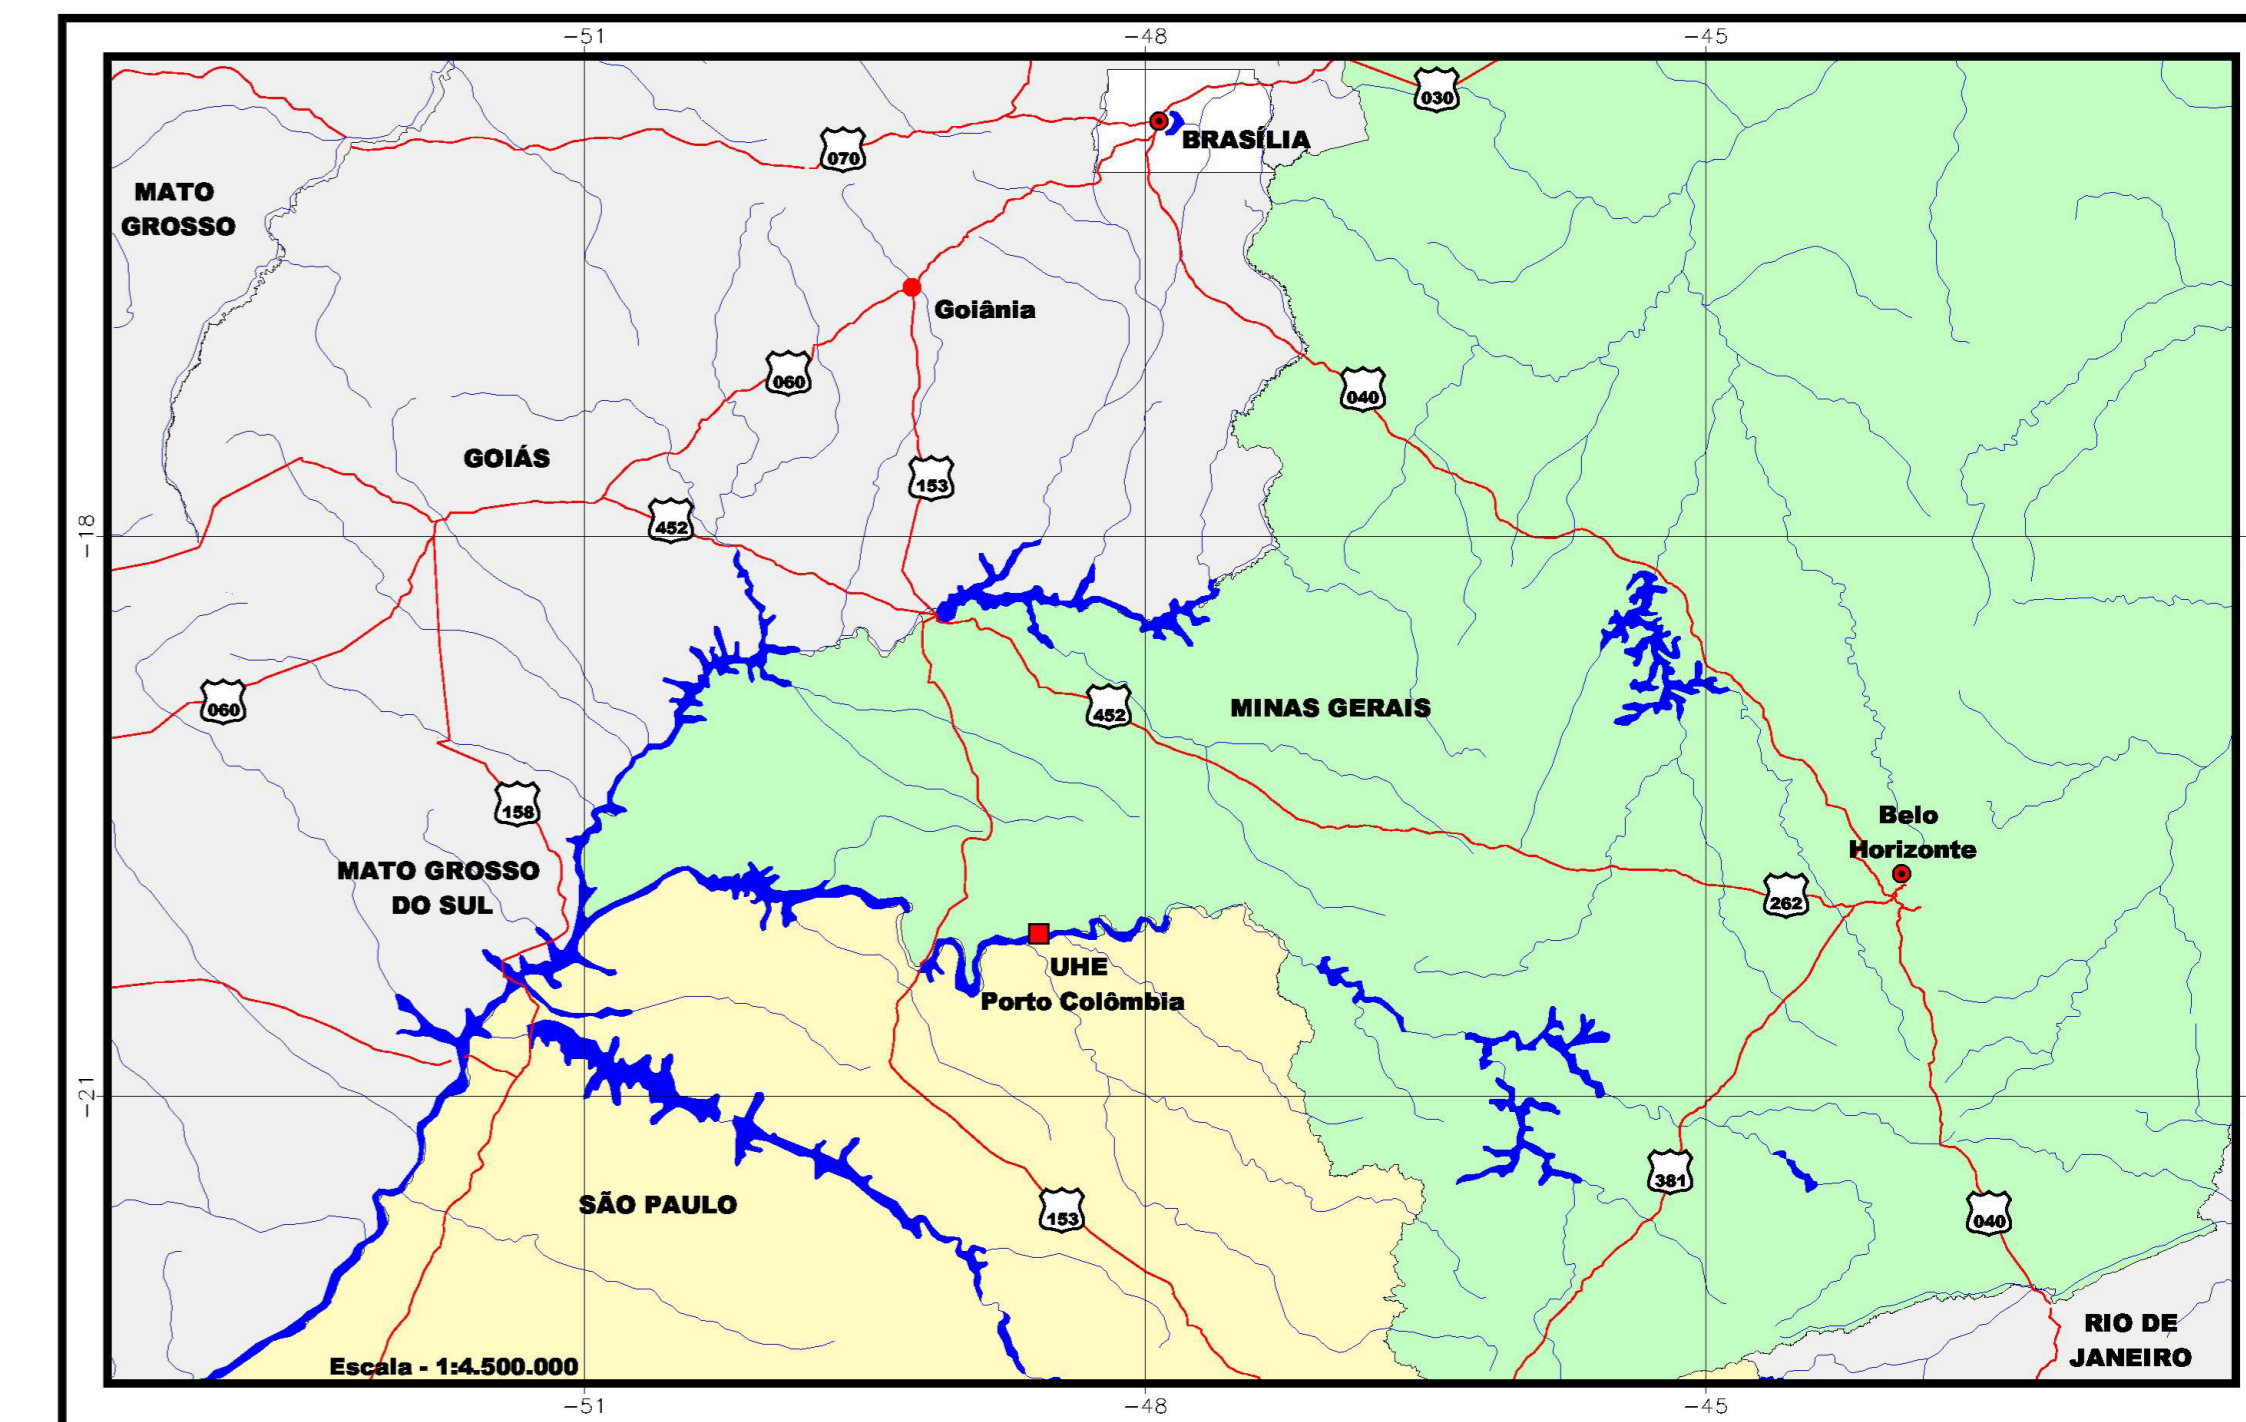 -51
-48
-45
030
BRASÍLIA
070
MATO
GROSSO
Goiânia
060
040
GOIÁS
153
452
-18
060
452
MINAS GERAIS
158
Belo
Horizonte
MATO GROSSO
DO SUL
262
UHE
Porto Colômbia
-21
381
SÃO PAULO
153
040
RIO DE
JANEIRO
Escala - 1:4.500.000
-51
-48
-45